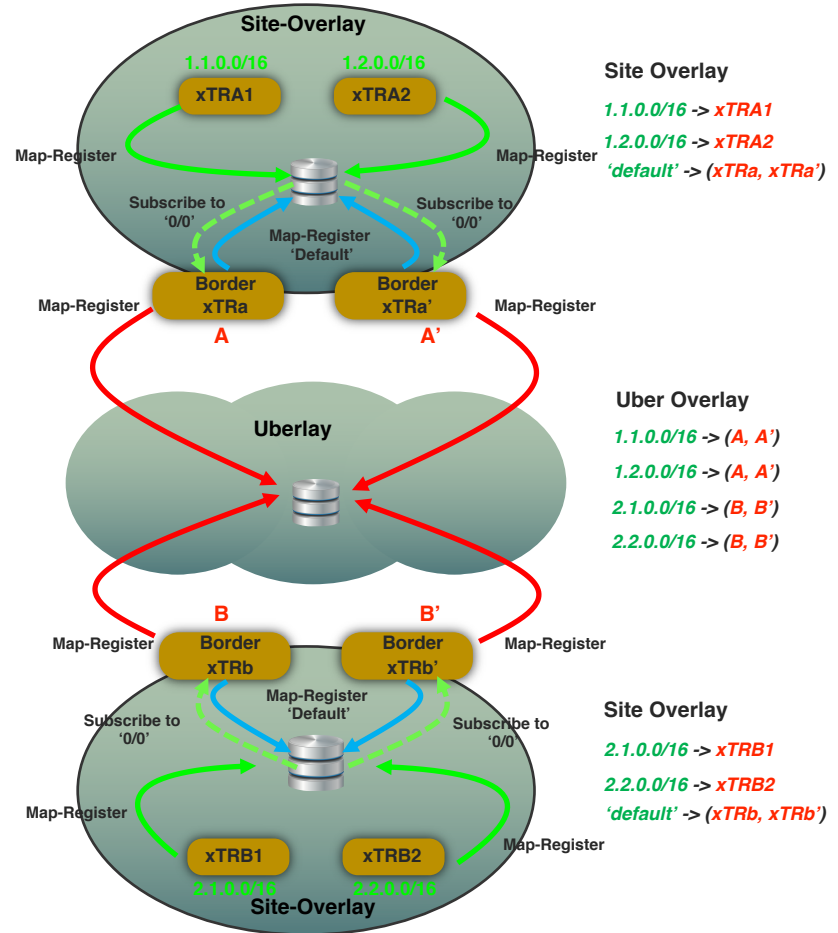 Site-Overlay
1.1.0.0/16
1.2.0.0/16
xTRA1
xTRA2
Map-Register
Map-Register
Subscribe to
‘0/0’
Subscribe to
‘0/0’
Map-Register
‘Default’
Border
xTRa
Border
xTRa’
Map-Register
Map-Register
A
A’
Site Overlay
1.1.0.0/16 -> xTRA1
1.2.0.0/16 -> xTRA2
‘default’ -> (xTRa, xTRa’)
Uberlay
Uber Overlay
1.1.0.0/16 -> (A, A’)
1.2.0.0/16 -> (A, A’)
2.1.0.0/16 -> (B, B’)
2.2.0.0/16 -> (B, B’)
B
B’
Map-Register
Map-Register
Border
xTRb
Border
xTRb’
Map-Register
‘Default’
Subscribe to
‘0/0’
Subscribe to
‘0/0’
Map-Register
Map-Register
xTRB1
xTRB2
2.1.0.0/16
2.2.0.0/16
Site-Overlay
Site Overlay
2.1.0.0/16 -> xTRB1
2.2.0.0/16 -> xTRB2
‘default’ -> (xTRb, xTRb’)